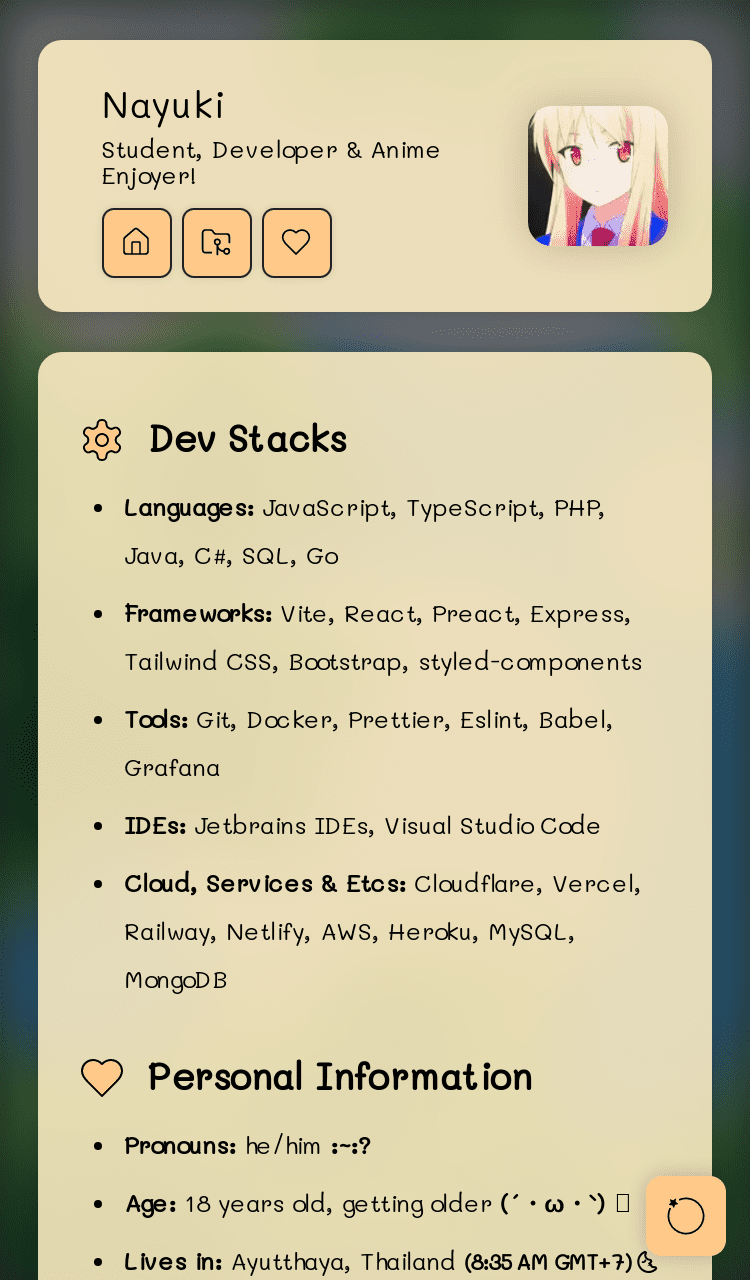 Nayuki
Student, Developer & Anime
Enjoyer!
Dev Stacks
Languages: JavaScript, TypeScript, PHP,
Java, C#, SQL, Go
Frameworks: Vite, React, Preact, Express,
Tailwind CSS, Bootstrap, styled-components
Tools: Git, Docker, Prettier, Eslint, Babel,
Grafana
IDEs: Jetbrains IDEs, Visual Studio Code
Cloud, Services & Etcs: Cloudflare, Vercel,
Railway, Netlify, AWS, Heroku, MySQL,
MongoDB
Personal Information
Pronouns: he/him :~:?
Age: 18 years old, getting older (´・ω・`)
Lives in: Ayutthaya, Thailand (8:35 AM GMT+7)